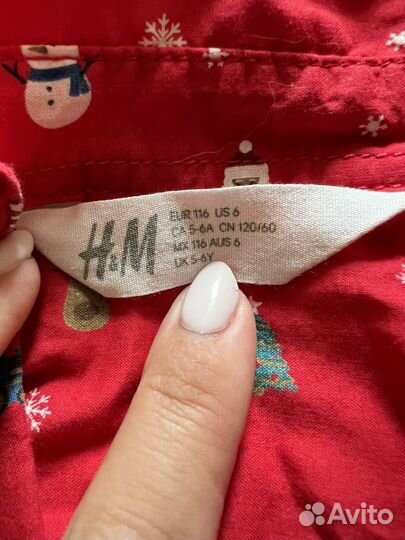 H&M
EUR 116 US 6
CA 5-6A CN 120/60
MX 116 AUS 6
UK 5-6Y
Avito